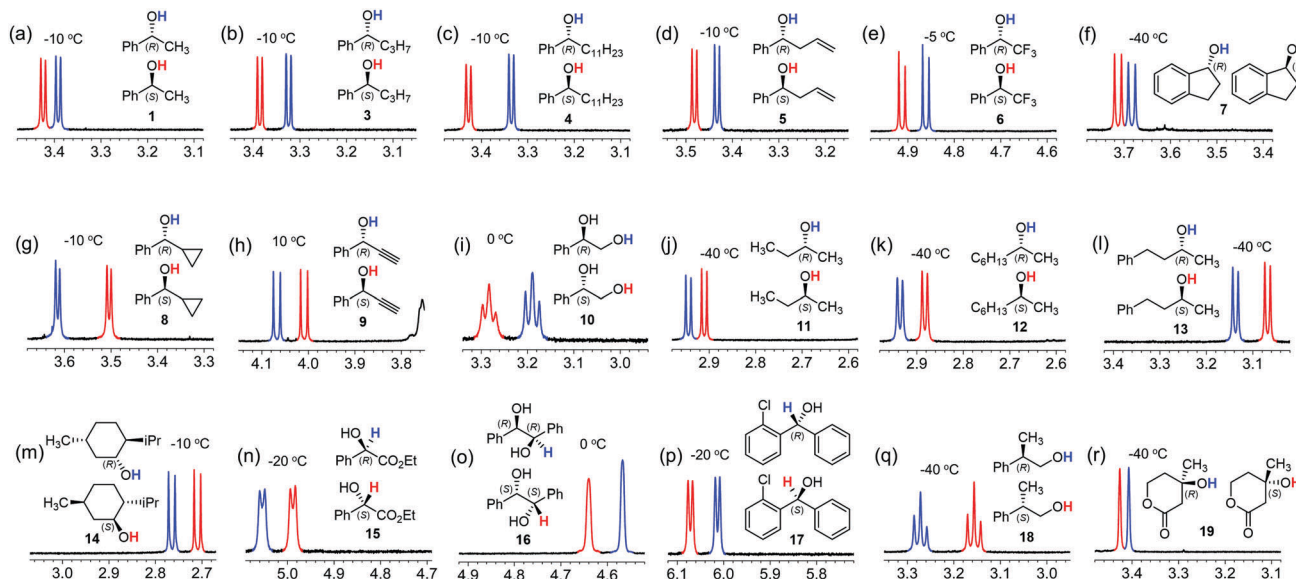 (a)
-10 °C
OH
Ph (R) CH3
OH
Ph (S) CH3
1
3.4 3.3 3.2 3.1
(b)
-10 °C
OH
Ph (R) C3H7
OH
Ph (S) C3H7
3
3.4 3.3 3.2 3.1
(c)
-10 °C
OH
Ph (R) C11H23
OH
Ph (S) C11H23
4
3.4 3.3 3.2 3.1
(d)
-10 °C
OH
Ph (R)
OH
Ph (S)
5
3.5 3.4 3.3 3.2
(e)
-5 °C
OH
Ph (S) CF3
OH
Ph (R) CF3
6
4.9 4.8 4.7 4.6
(f)
-40 °C
OH
(R)
(S)
7
3.7 3.6 3.5 3.4
(g)
-10 °C
OH
Ph (R)
OH
Ph (S)
8
3.6 3.5 3.4 3.3
(h)
10 °C
OH
Ph (R)
OH
Ph (S)
9
4.1 4.0 3.9 3.8
(i)
0 °C
OH
Ph (R) OH
OH
Ph (S) OH
10
3.3 3.2 3.1 3.0
(j)
-40 °C
OH
H3C (R) CH3
OH
H3C (S) CH3
11
2.9 2.8 2.7 2.6
(k)
-40 °C
OH
C6H13 (R) CH3
OH
C6H13 (S) CH3
12
2.9 2.8 2.7 2.6
(l)
-40 °C
OH
Ph (R) CH3
OH
Ph (S) CH3
13
3.3 3.2 3.1
(m)
-10 °C
H3C iPr
(R) OH
H3C iPr
(S) OH
14
3.0 2.9 2.8 2.7
(n)
-20 °C
HO H
Ph (R) CO2Et
HO H
Ph (S) CO2Et
15
5.0 4.9 4.8 4.7
(o)
0 °C
OH
(R) (R) Ph
Ph
HO H
OH
(S) (S) Ph
Ph
HO H
16
4.9 4.8 4.7 4.6
(p)
-20 °C
Cl H OH
(R)
Cl H OH
(S)
17
6.1 6.0 5.9 5.8
(q)
-40 °C
CH3
Ph (R) OH
CH3
Ph (S) OH
18
3.3 3.2 3.1 3.0
(r)
-40 °C
CH3
OH
(R)
O
O
CH3
OH
(S)
O
O
19
3.4 3.3 3.2 3.1